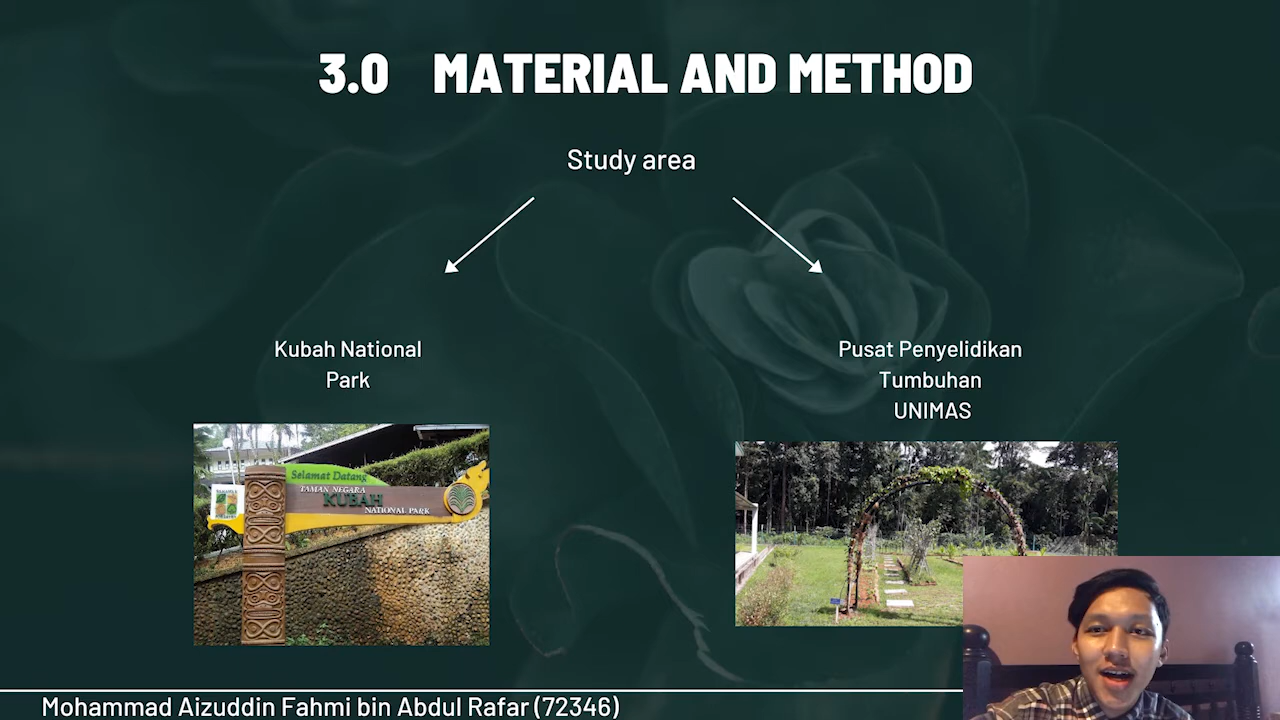 3.0 MATERIAL AND METHOD
Study area
Kubah National
Park
Pusat Penyelidikan
Tumbuhan
UNIMAS
Selamat Datang
TAMAN NEGARA
KUBAH
NATIONAL PARK
Mohammad Aizuddin Fahmi bin Abdul Rafar (72346)